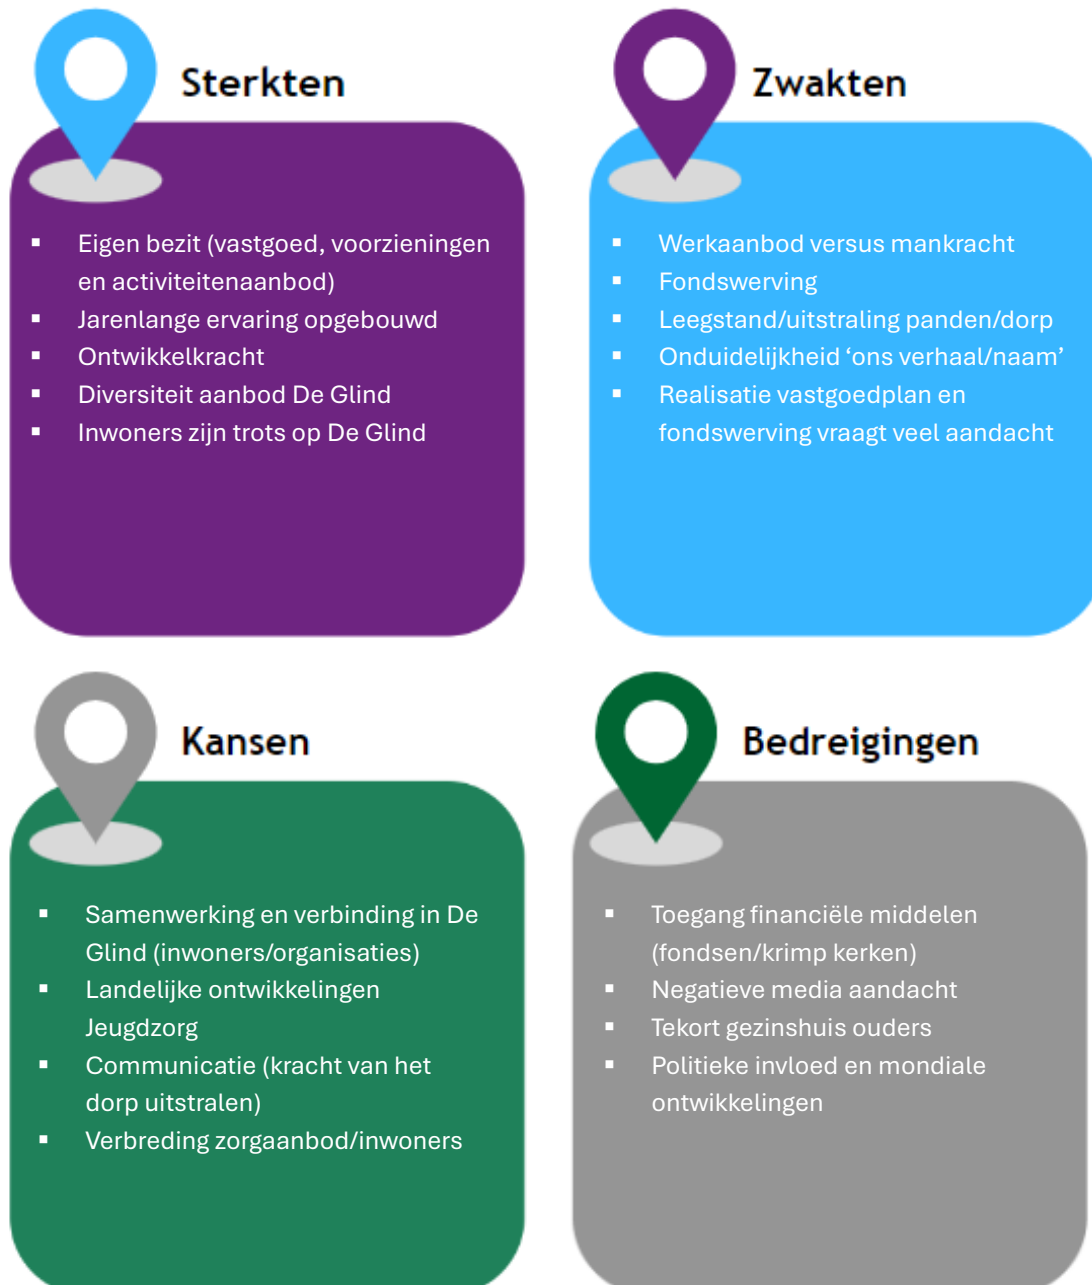 Sterkten
▪ Eigen bezit (vastgoed, voorzieningen
en activiteitenaanbod)
▪ Jarenlange ervaring opgebouwd
▪ Ontwikkelkracht
▪ Diversiteit aanbod De Glind
▪ Inwoners zijn trots op De Glind
Zwakten
▪ Werkaanbod versus mankracht
▪ Fondswerving
▪ Leegstand/uitstraling panden/dorp
▪ Onduidelijkheid ‘ons verhaal/naam’
▪ Realisatie vastgoedplan en
fondswerving vraagt veel aandacht
Kansen
▪ Samenwerking en verbinding in De
Glind (inwoners/organisaties)
▪ Landelijke ontwikkelingen
Jeugdzorg
▪ Communicatie (kracht van het
dorp uitstralen)
▪ Verbreding zorgaanbod/inwoners
Bedreigingen
▪ Toegang financiële middelen
(fondsen/krimp kerken)
▪ Negatieve media aandacht
▪ Tekort gezinshuis ouders
▪ Politieke invloed en mondiale
ontwikkelingen